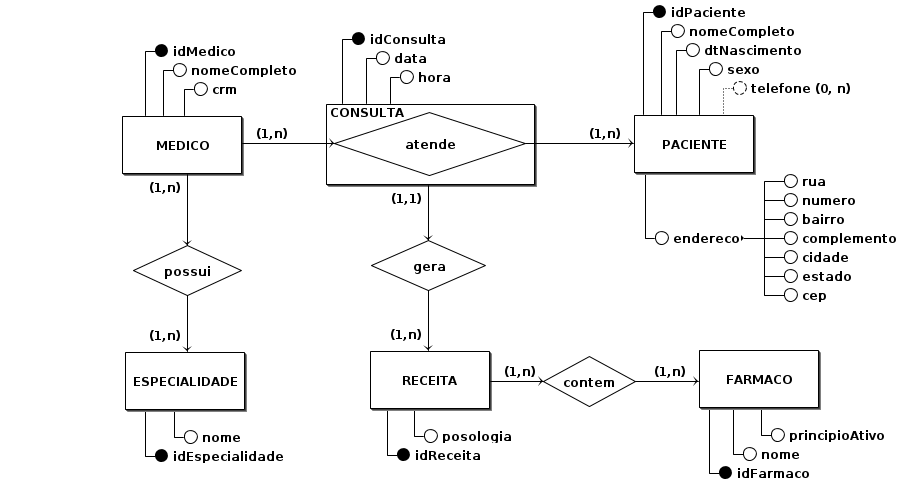 idPaciente
nomeCompleto
dtNascimento
sexo
telefone (0, n)
idMedico
nomeCompleto
crm
idConsulta
data
hora
CONSULTA
MEDICO
(1,n)
atende
(1,n)
PACIENTE
(1,n)
(1,1)
rua
numero
bairro
endereco
complemento
cidade
estado
cep
possui
gera
(1,n)
(1,n)
ESPECIALIDADE
RECEITA
(1,n)
contem
(1,n)
FARMACO
nome
idEspecialidade
posologia
idReceita
principioAtivo
nome
idFarmaco